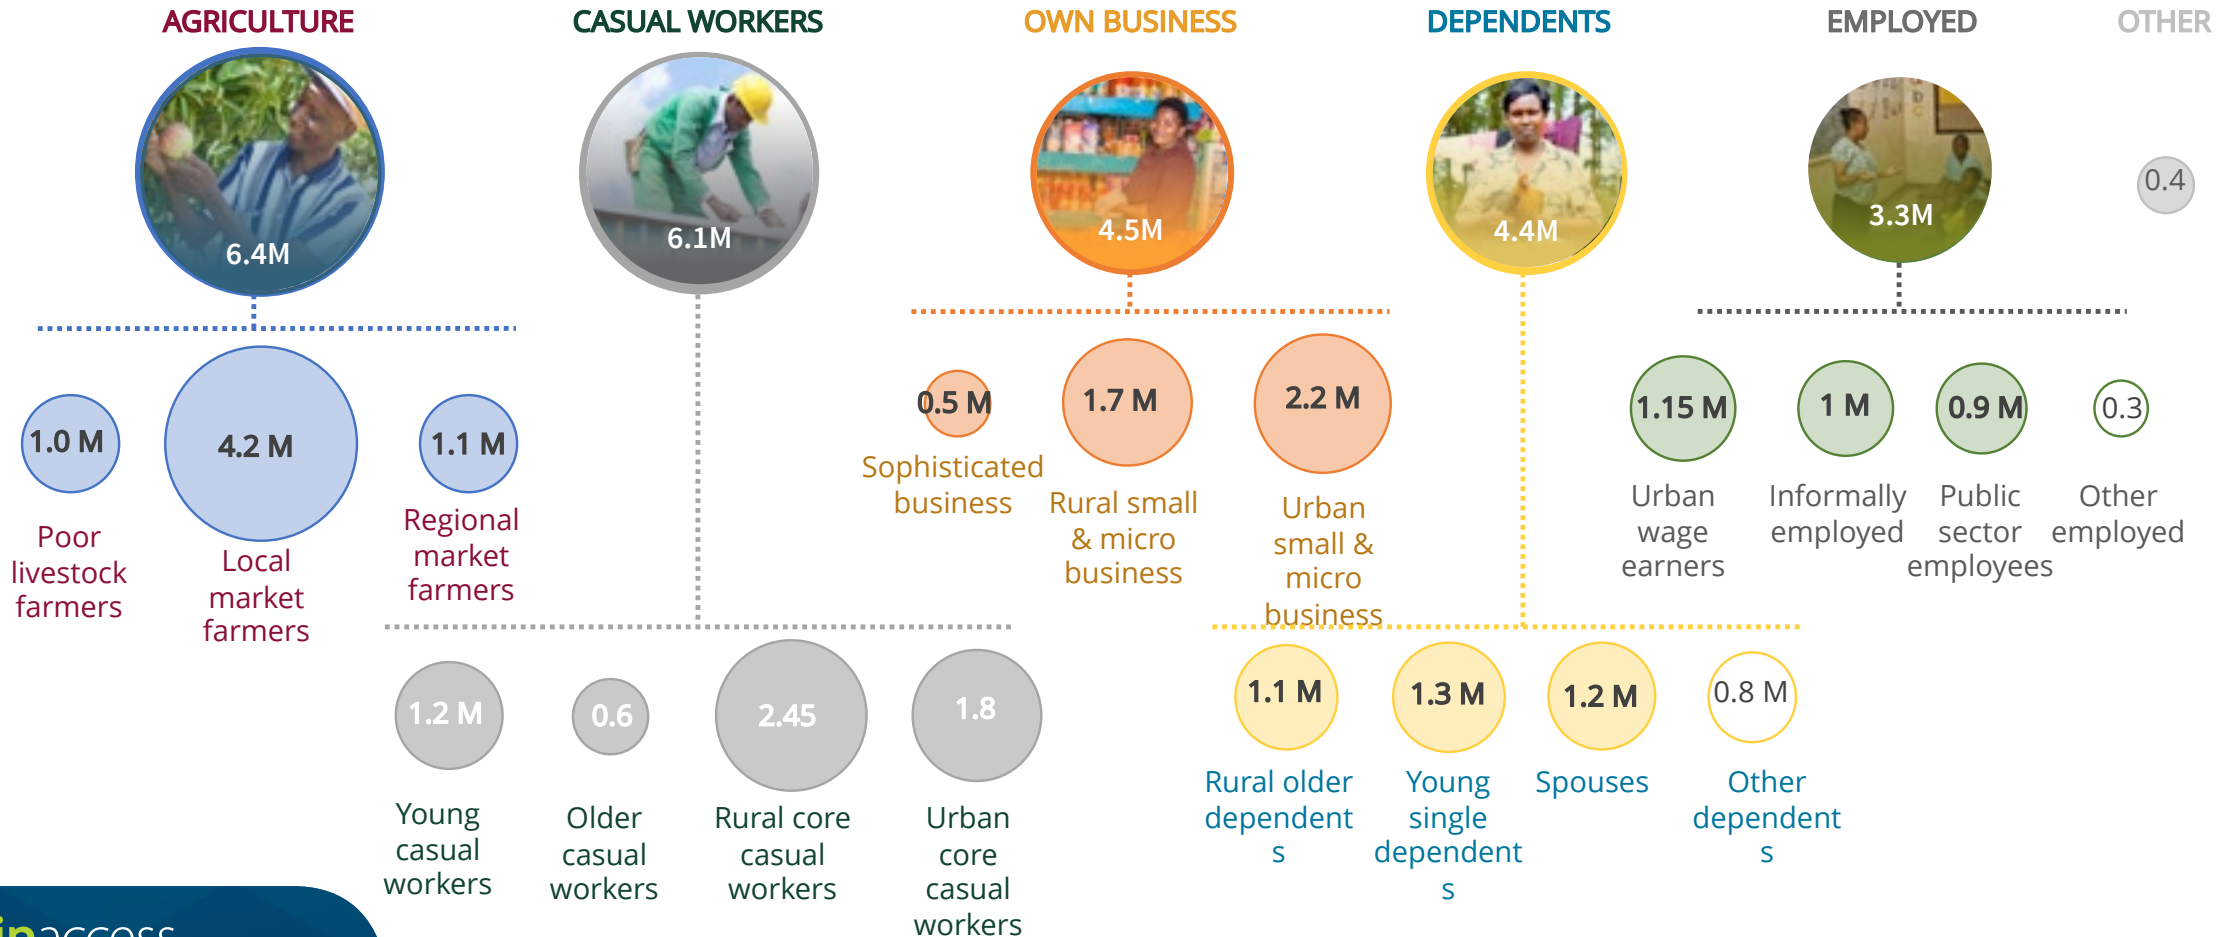 AGRICULTURE
CASUAL WORKERS
OWN BUSINESS
DEPENDENTS
EMPLOYED
OTHER
6.4M
6.1M
4.5M
4.4M
3.3M
0.4
1.0 M
4.2 M
1.1 M
Poor
livestock
farmers
Local
market
farmers
Regional
market
farmers
0.5 M
1.7 M
2.2 M
Sophisticated
business
Rural small
& micro
business
Urban
small &
micro
business
1.15 M
1 M
0.9 M
0.3
Urban
wage
earners
Informally
employed
Public
sector
employees
Other
employed
1.2 M
0.6
2.45
1.8
Young
casual
workers
Older
casual
workers
Rural core
casual
workers
Urban
core
casual
workers
1.1 M
1.3 M
1.2 M
0.8 M
Rural older
dependent
s
Young
single
dependent
s
Spouses
Other
dependent
s
inaccess